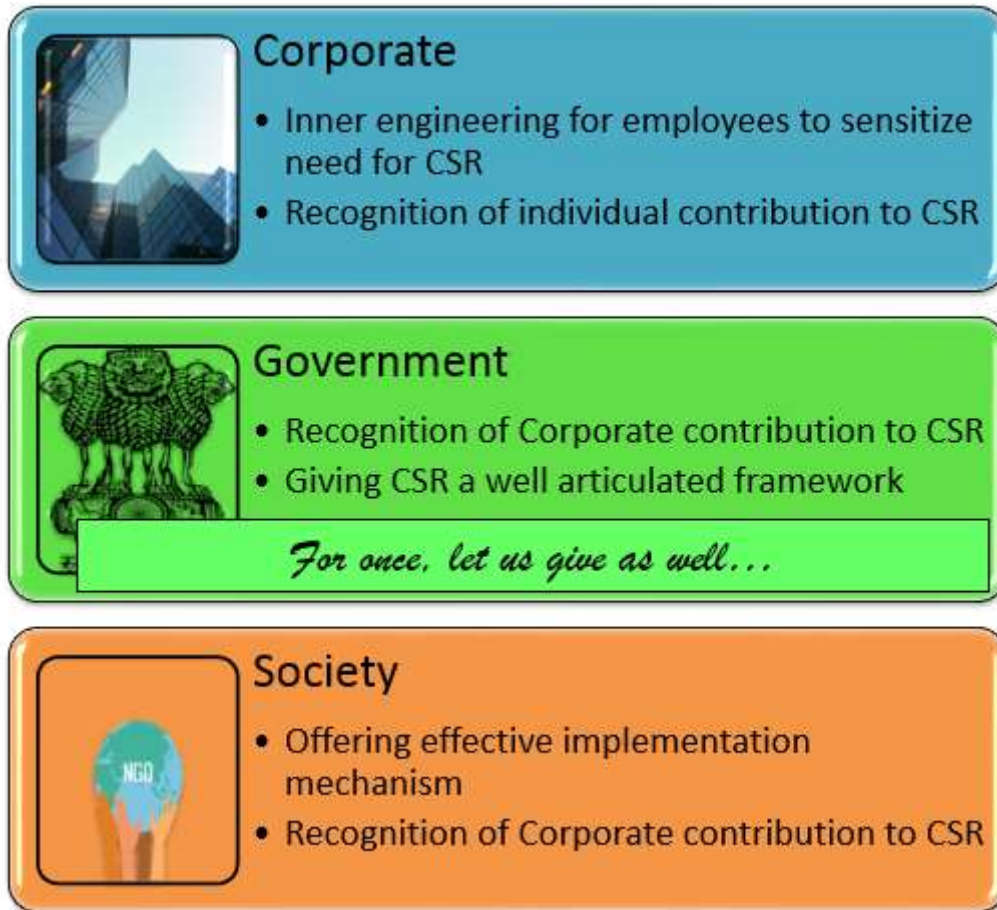 Corporate
• Inner engineering for employees to sensitize
need for CSR
• Recognition of individual contribution to CSR
Government
• Recognition of Corporate contribution to CSR
• Giving CSR a well articulated framework
For once, let us give as well...
Society
• Offering effective implementation
mechanism
• Recognition of Corporate contribution to CSR
NGO